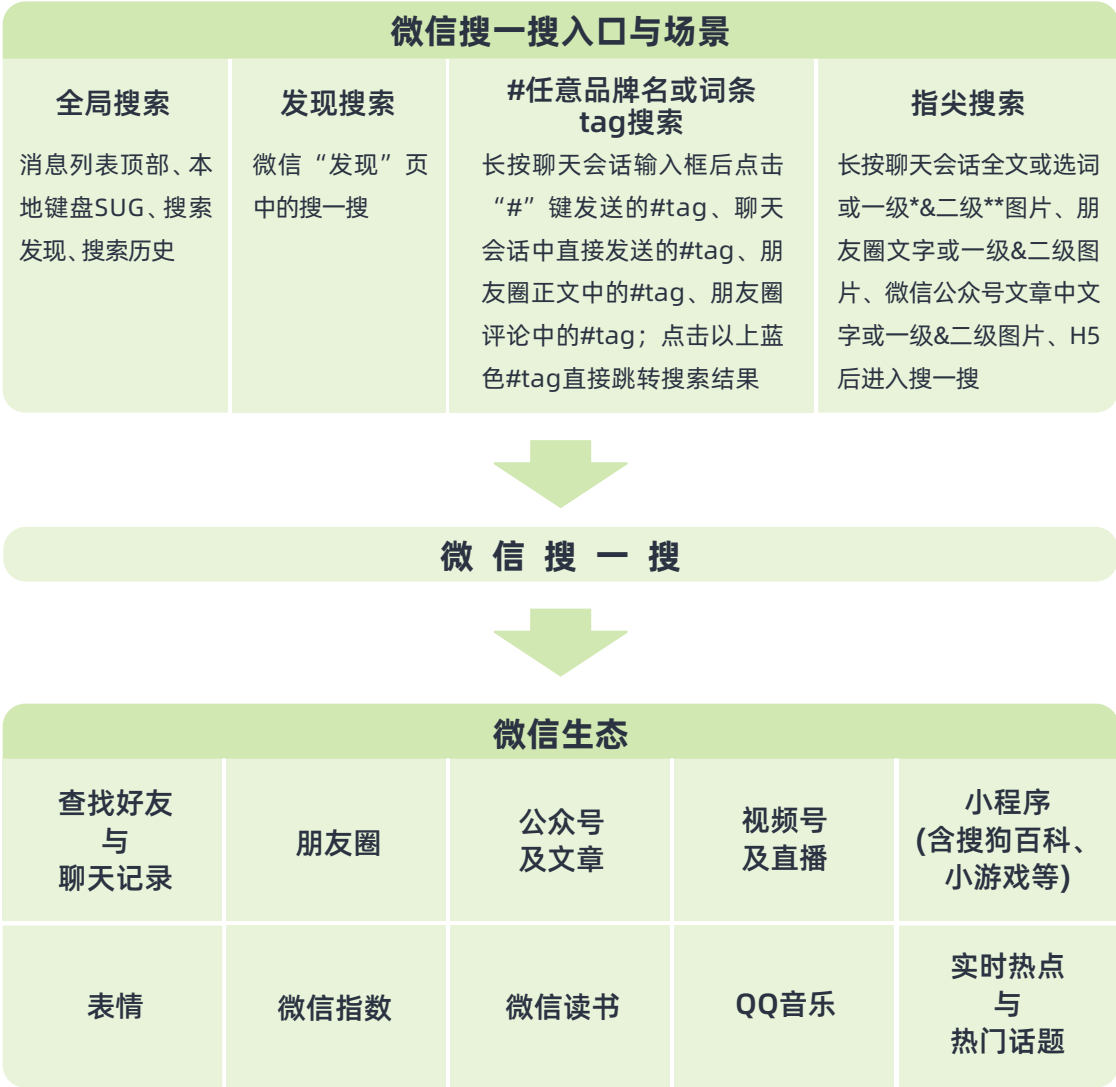 微信搜一搜入口与场景
全局搜索
消息列表顶部、本
地键盘SUG、搜索
发现、搜索历史
发现搜索
微信“发现”页
中的搜一搜
#任意品牌名或词条
tag搜索
长按聊天会话输入框后点击
“#”键发送的#tag、聊天
会话中直接发送的#tag、朋
友圈正文中的#tag、朋友圈
评论中的#tag；点击以上蓝
色#tag直接跳转搜索结果
指尖搜索
长按聊天会话全文或选词
或一级*&二级**图片、朋
友圈文字或一级&二级图
片、微信公众号文章中文
字或一级&二级图片、H5
后进入搜一搜
微信搜一搜
微信生态
查找好友
与
聊天记录
朋友圈
公众号
及文章
视频号
及直播
小程序
(含搜狗百科、
小游戏等)
表情
微信指数
微信读书
QQ音乐
实时热点
与
热门话题